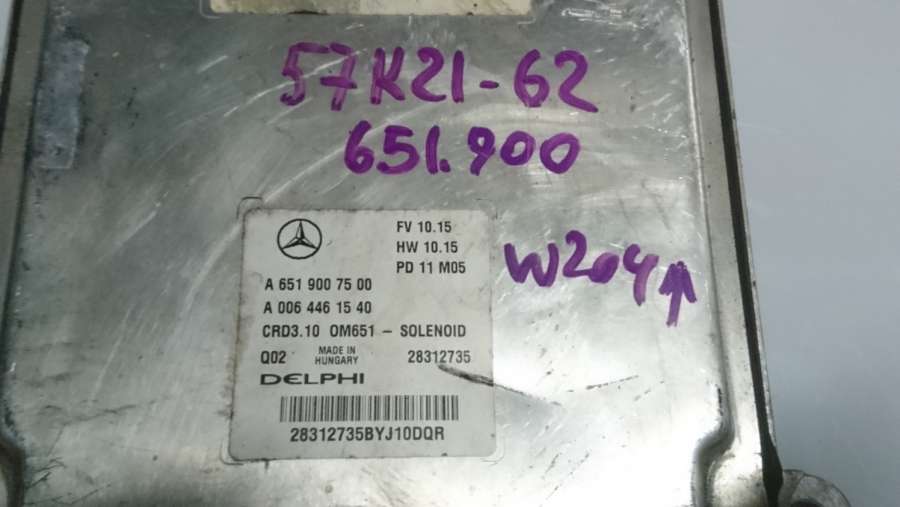 57K21-62
651.900
W204
FV 10.15
HW 10.15
PD 11 M05
A 651 900 75 00
A 006 446 15 40
CRD3.10 OM651 - SOLENOID
Q02 MADE IN HUNGARY 28312735
DELPHI
28312735BYJ10DQR